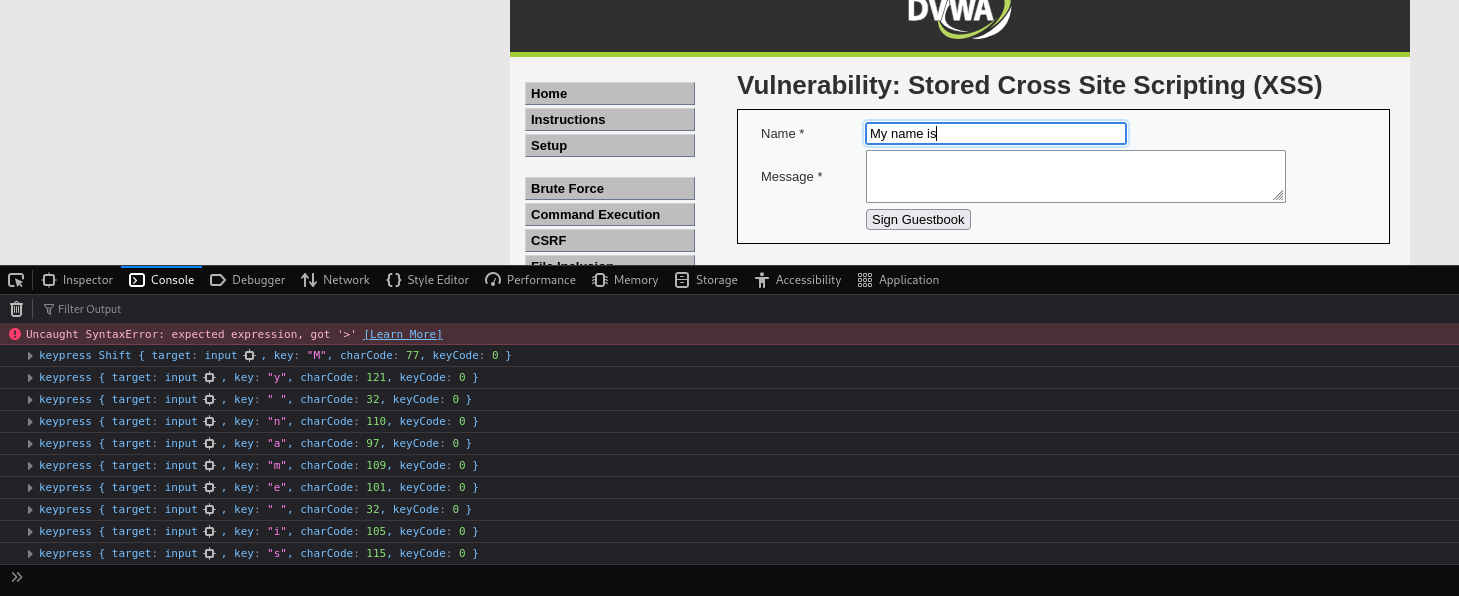 DVWA
Vulnerability: Stored Cross Site Scripting (XSS)
Home
Instructions
Setup
Brute Force
Command Execution
CSRF
File Inclusion
Name *
My name is
Message *
Sign Guestbook
Inspector Console Debugger Network Style Editor Performance Memory Storage Accessibility Application
Filter Output
Uncaught SyntaxError: expected expression, got '>' [Learn More]
keypress Shift { target: input , key: "M", charCode: 77, keyCode: 0 }
keypress { target: input , key: "y", charCode: 121, keyCode: 0 }
keypress { target: input , key: " ", charCode: 32, keyCode: 0 }
keypress { target: input , key: "n", charCode: 110, keyCode: 0 }
keypress { target: input , key: "a", charCode: 97, keyCode: 0 }
keypress { target: input , key: "m", charCode: 109, keyCode: 0 }
keypress { target: input , key: "e", charCode: 101, keyCode: 0 }
keypress { target: input , key: " ", charCode: 32, keyCode: 0 }
keypress { target: input , key: "i", charCode: 105, keyCode: 0 }
keypress { target: input , key: "s", charCode: 115, keyCode: 0 }